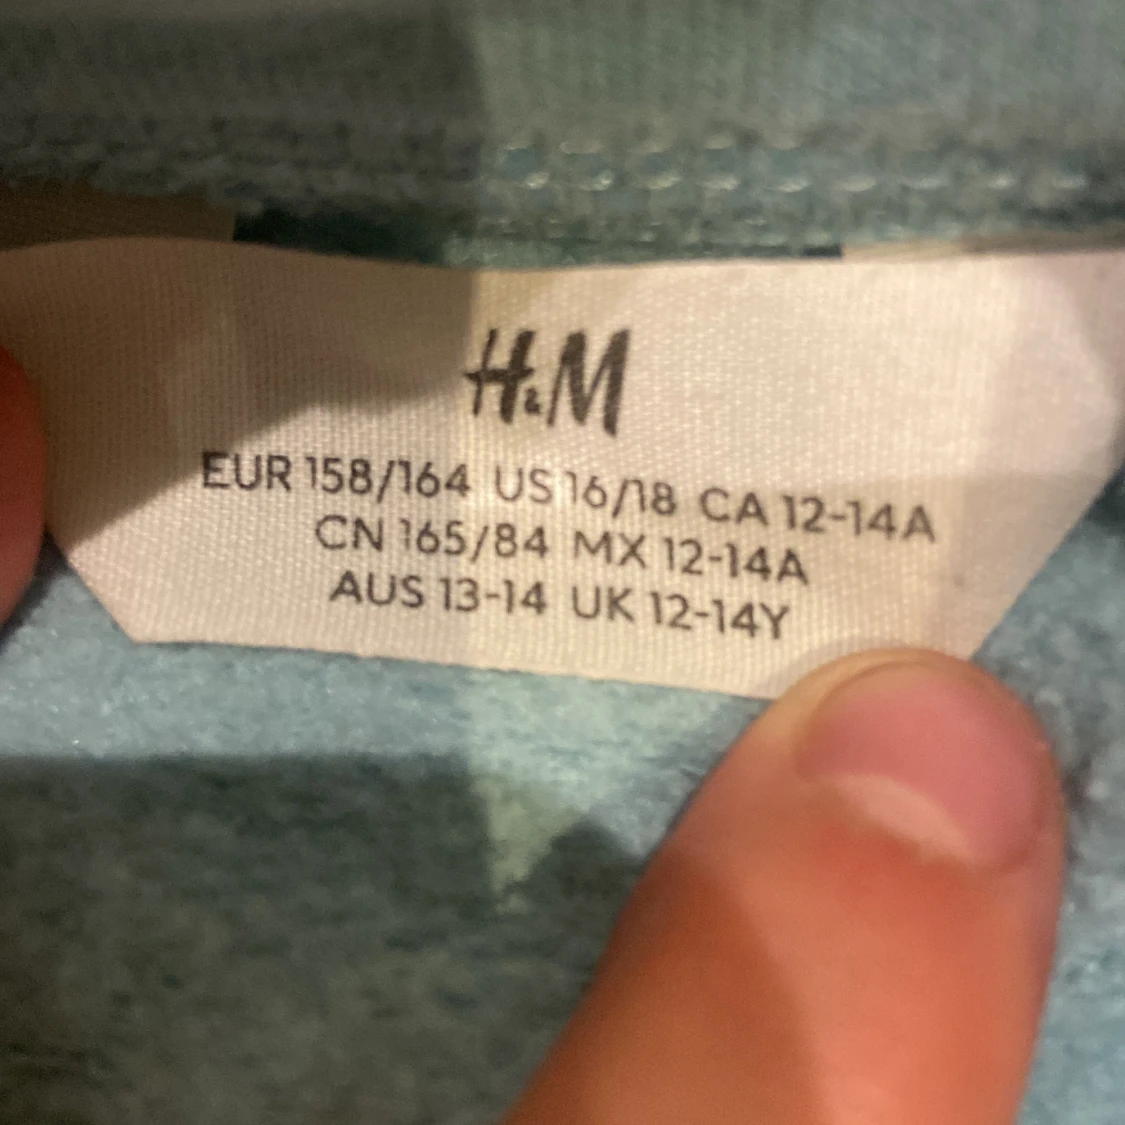 H&M
EUR 158/164 US 16/18 CA 12-14A
CN 165/84 MX 12-14A
AUS 13-14 UK 12-14Y